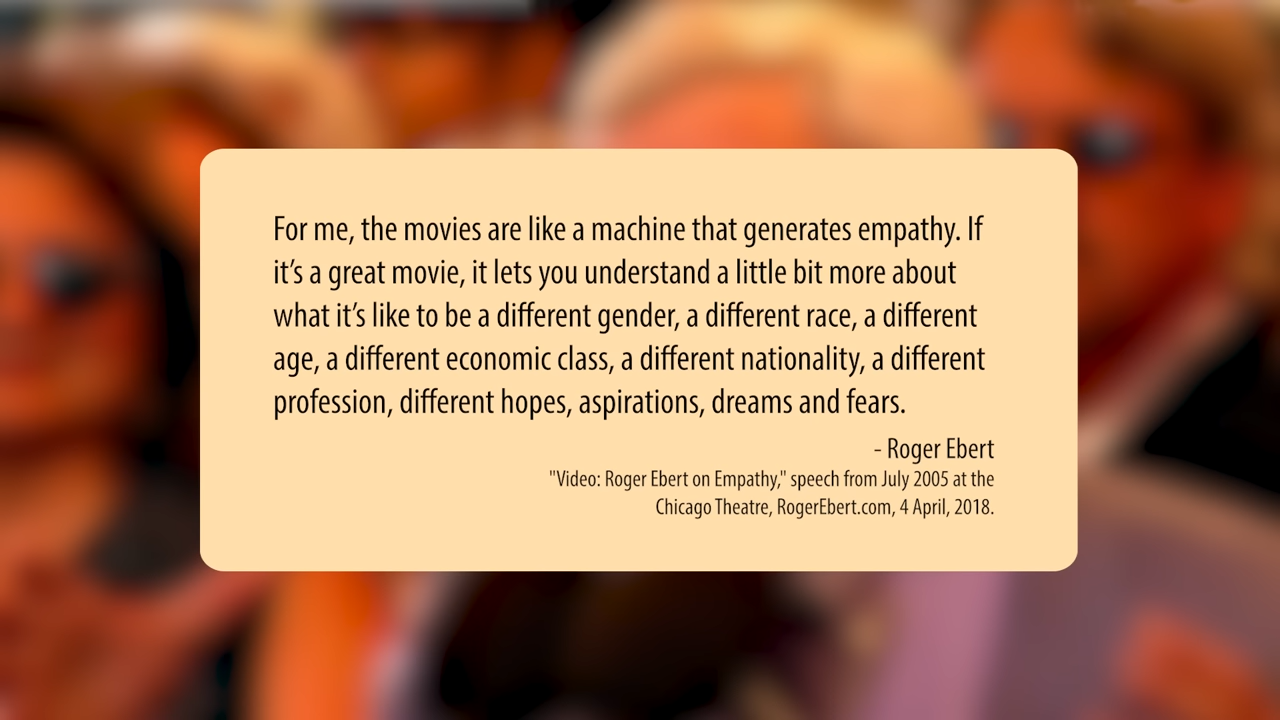 For me, the movies are like a machine that generates empathy. If
it’s a great movie, it lets you understand a little bit more about
what it’s like to be a different gender, a different race, a different
age, a different economic class, a different nationality, a different
profession, different hopes, aspirations, dreams and fears.
- Roger Ebert
"Video: Roger Ebert on Empathy," speech from July 2005 at the
Chicago Theatre, RogerEbert.com, 4 April, 2018.